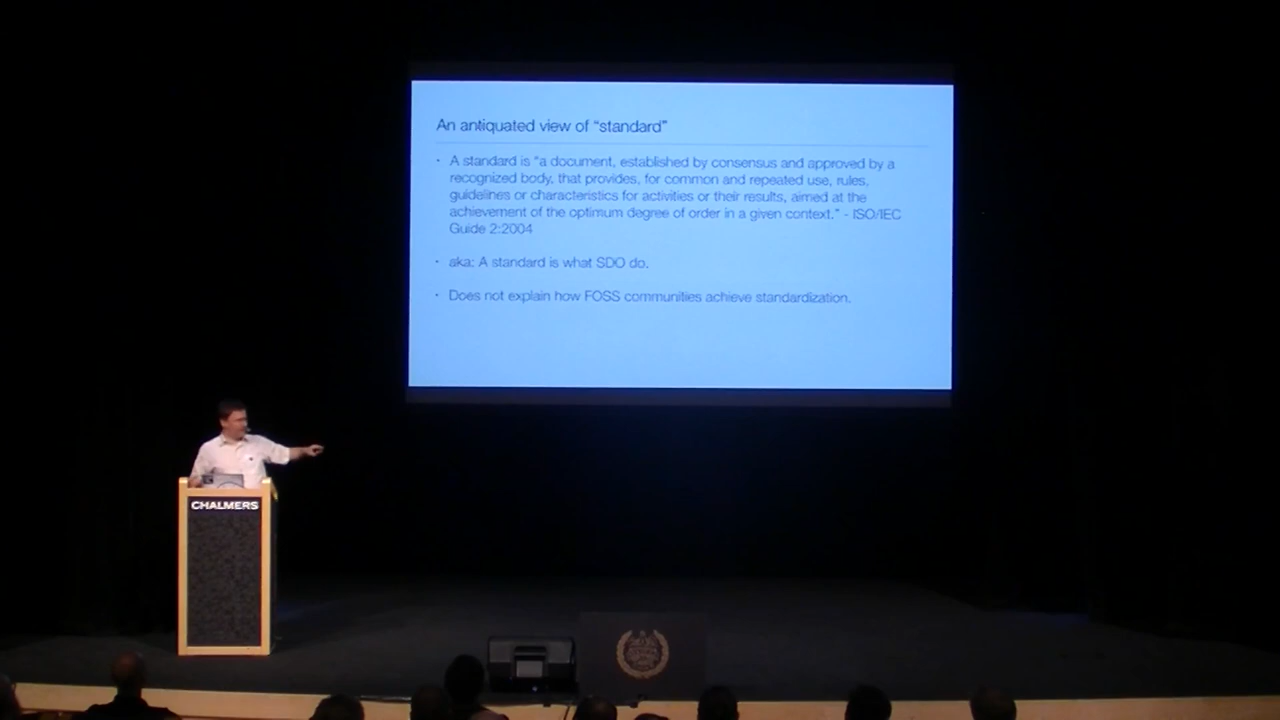 An antiquated view of “standard”
· A standard is “a document, established by consensus and approved by a
recognized body, that provides, for common and repeated use, rules,
guidelines or characteristics for activities or their results, aimed at the
achievement of the optimum degree of order in a given context.” - ISO/IEC
Guide 2:2004
· aka: A standard is what SDO do.
· Does not explain how FOSS communities achieve standardization.
CHALMERS